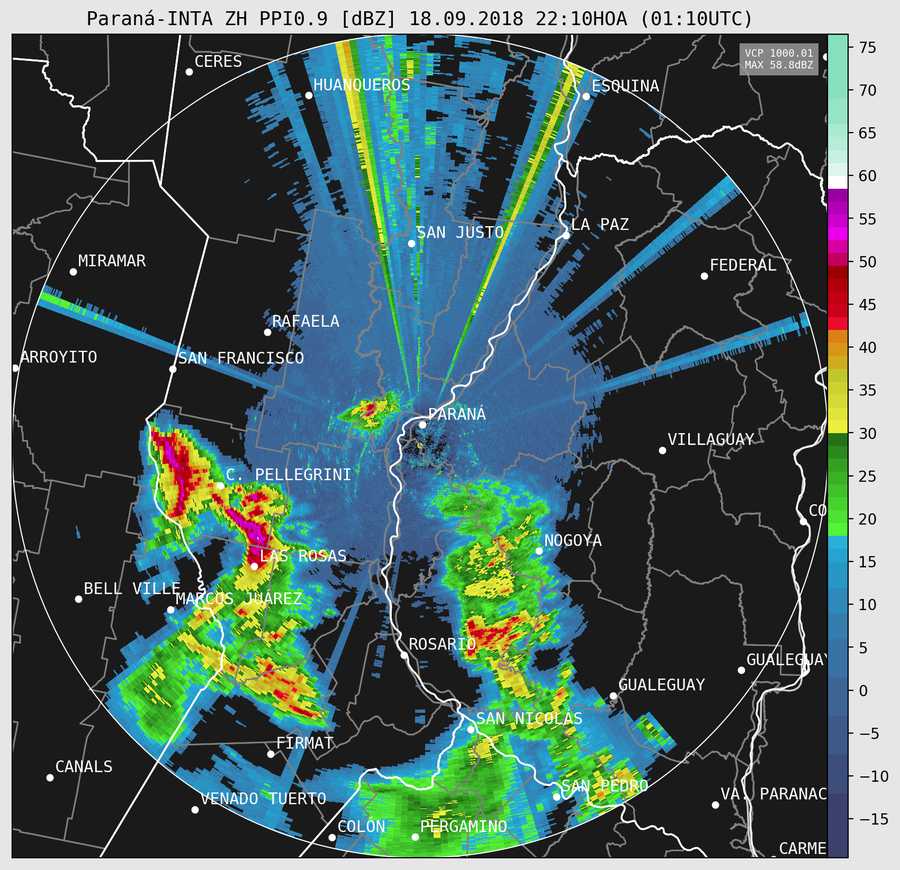 Paraná-INTA ZH PPI0.9 [dBZ] 18.09.2018 22:10HOA (01:10UTC)
VCP 1000.01
MAX 58.8dBZ
CERES
HUANQUEROS
ESQUINA
SAN JUSTO
LA PAZ
MIRAMAR
FEDERAL
RAFAELA
ARROYITO
SAN FRANCISCO
PARANÁ
VILLAGUAY
C. PELLEGRINI
CO
NOGOYA
LAS ROSAS
BELL VILLE
MARCOS JUÁREZ
ROSARIO
GUALEGUAY
GUALEGUAY
SAN NICOLÁS
FIRMAT
CANALS
SAN PEDRO
VENADO TUERTO
VA. PARANAC
COLÓN
PERGAMINO
CARME
75
70
65
60
55
50
45
40
35
30
25
20
15
10
5
0
−5
−10
−15